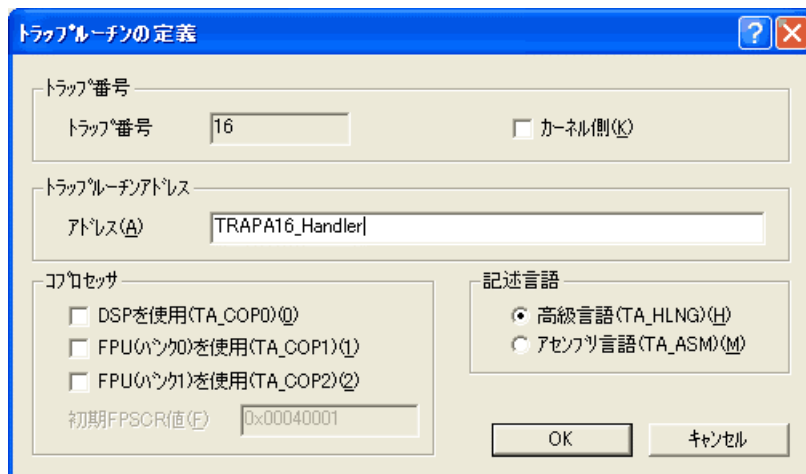 ﾄﾗｯﾌﾟﾙｰﾁﾝの定義
ﾄﾗｯﾌﾟ番号
ﾄﾗｯﾌﾟ番号
16
ｶｰﾈﾙ側(K)
ﾄﾗｯﾌﾟﾙｰﾁﾝｱﾄﾞﾚｽ
ｱﾄﾞﾚｽ(A)
TRAPA16_Handler
ｺﾌﾟﾛｾｯｻ
DSPを使用(TA_COP0)(0)
FPU(ﾊﾞﾝｸ0)を使用(TA_COP1)(1)
FPU(ﾊﾞﾝｸ1)を使用(TA_COP2)(2)
初期FPSCR値(F)
0x00040001
記述言語
高級言語(TA_HLNG)(H)
ｱｾﾝﾌﾞﾘ言語(TA_ASM)(M)
OK
ｷｬﾝｾﾙ